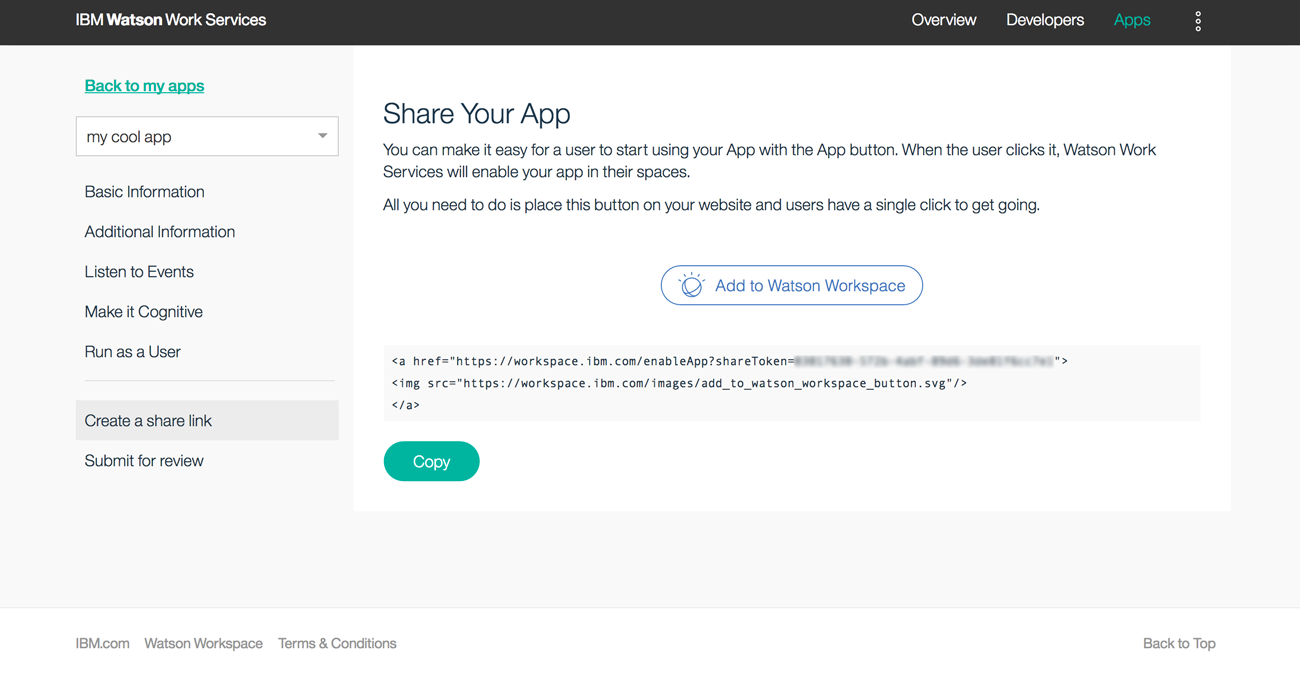 IBM Watson Work Services
Overview
Developers
Apps
Back to my apps
my cool app
Basic Information
Additional Information
Listen to Events
Make it Cognitive
Run as a User
Create a share link
Submit for review
Share Your App
You can make it easy for a user to start using your App with the App button. When the user clicks it, Watson Work
Services will enable your app in their spaces.
All you need to do is place this button on your website and users have a single click to get going.
Add to Watson Workspace
<a href="https://workspace.ibm.com/enableApp?shareToken=">
<img src="https://workspace.ibm.com/images/add_to_watson_workspace_button.svg"/>
</a>
Copy
IBM.com
Watson Workspace
Terms & Conditions
Back to Top